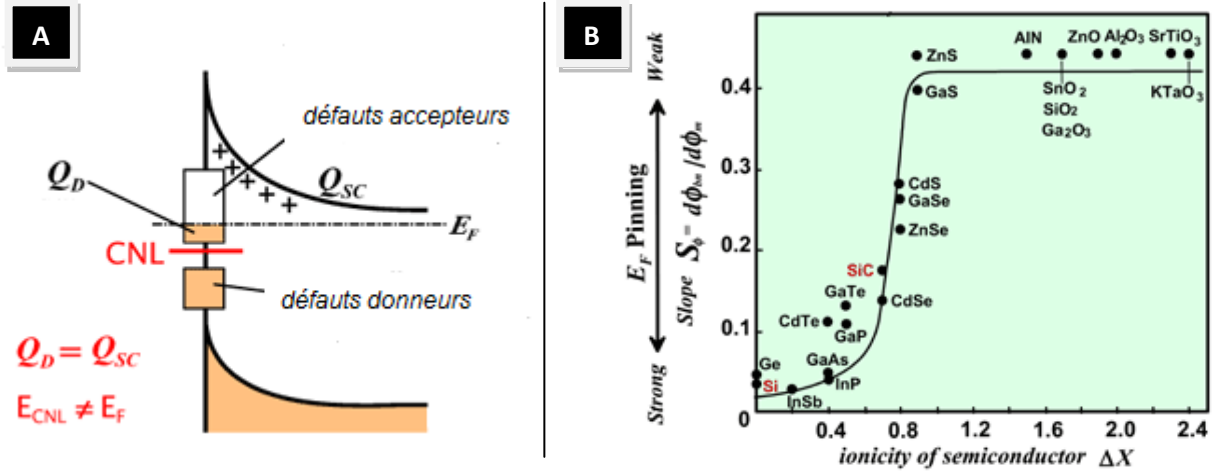 A
défauts accepteurs
Q_D
Q_SC
E_F
CNL
défauts donneurs
Q_D = Q_SC
E_CNL ≠ E_F
B
Weak
E_F Pinning
Strong
Slope S_ϕ = dϕ_bn/dϕ_m
0.4
0.3
0.2
0.1
0
ZnS
GaS
AlN
ZnO
Al₂O₃
SrTiO₃
SnO₂
SiO₂
Ga₂O₃
KTaO₃
CdS
GaSe
ZnSe
SiC
CdSe
GaTe
CdTe
GaP
Ge
Si
GaAs
InP
InSb
0.4 0.8 1.2 1.6 2.0 2.4
ionicity of semiconductor ΔX